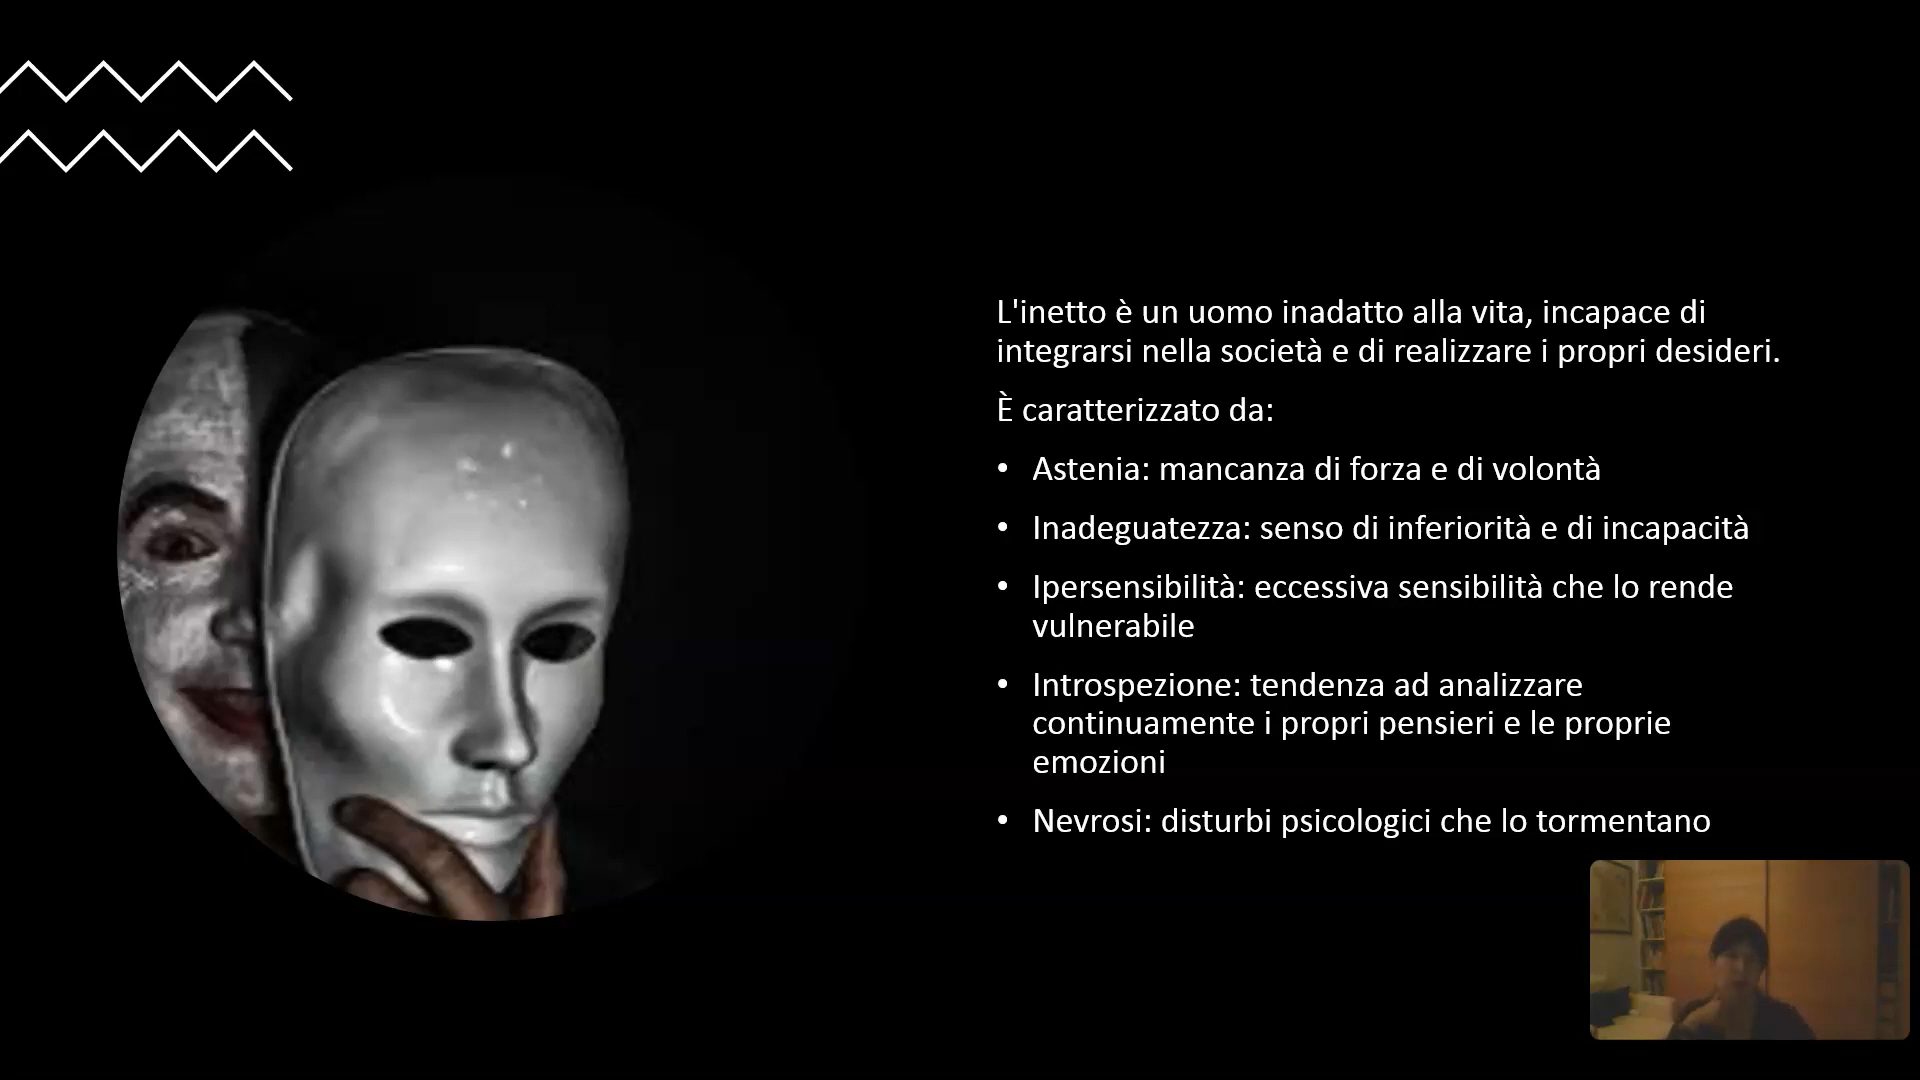 L'inetto è un uomo inadatto alla vita, incapace di
integrarsi nella società e di realizzare i propri desideri.
È caratterizzato da:
• Astenia: mancanza di forza e di volontà
• Inadeguatezza: senso di inferiorità e di incapacità
• Ipersensibilità: eccessiva sensibilità che lo rende
vulnerabile
• Introspezione: tendenza ad analizzare
continuamente i propri pensieri e le proprie
emozioni
• Nevrosi: disturbi psicologici che lo tormentano